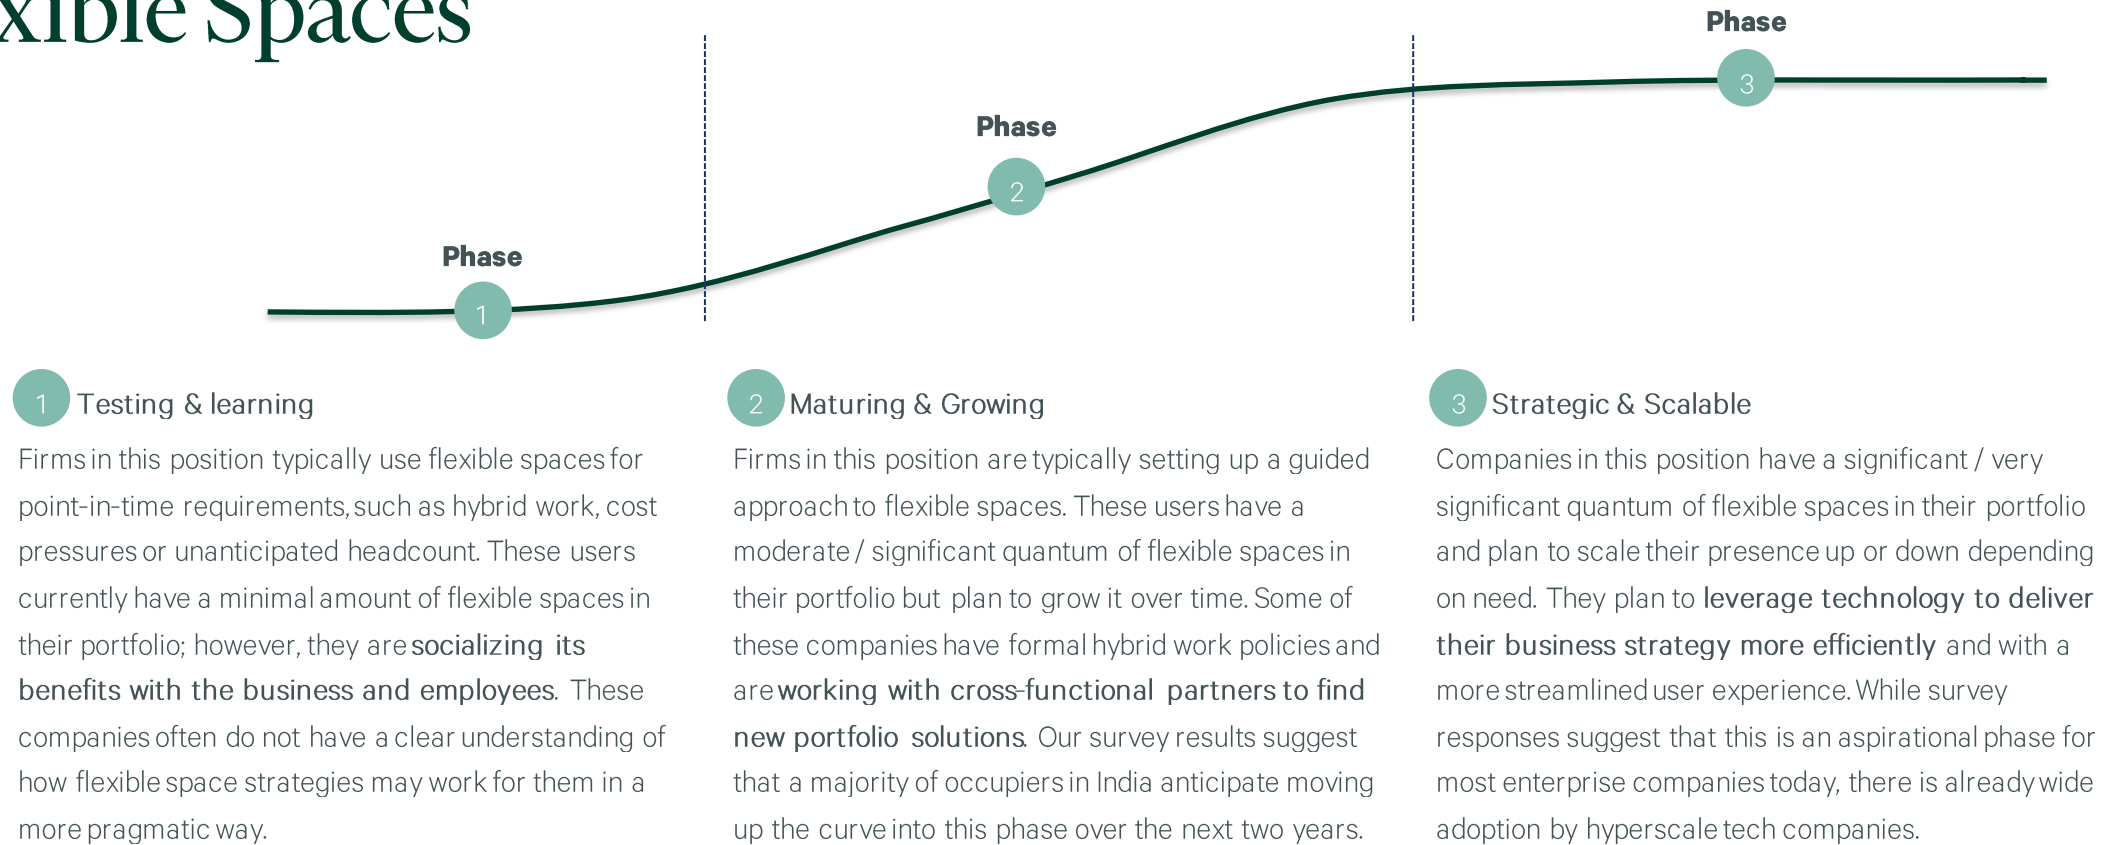 xible Spaces
Phase
3
Phase
2
Phase
1
1 Testing & learning
Firms in this position typically use flexible spaces for
point-in-time requirements, such as hybrid work, cost
pressures or unanticipated headcount. These users
currently have a minimal amount of flexible spaces in
their portfolio; however, they are socializing its
benefits with the business and employees. These
companies often do not have a clear understanding of
how flexible space strategies may work for them in a
more pragmatic way.
2 Maturing & Growing
Firms in this position are typically setting up a guided
approach to flexible spaces. These users have a
moderate / significant quantum of flexible spaces in
their portfolio but plan to grow it over time. Some of
these companies have formal hybrid work policies and
are working with cross-functional partners to find
new portfolio solutions. Our survey results suggest
that a majority of occupiers in India anticipate moving
up the curve into this phase over the next two years.
3 Strategic & Scalable
Companies in this position have a significant / very
significant quantum of flexible spaces in their portfolio
and plan to scale their presence up or down depending
on need. They plan to leverage technology to deliver
their business strategy more efficiently and with a
more streamlined user experience. While survey
responses suggest that this is an aspirational phase for
most enterprise companies today, there is already wide
adoption by hyperscale tech companies.